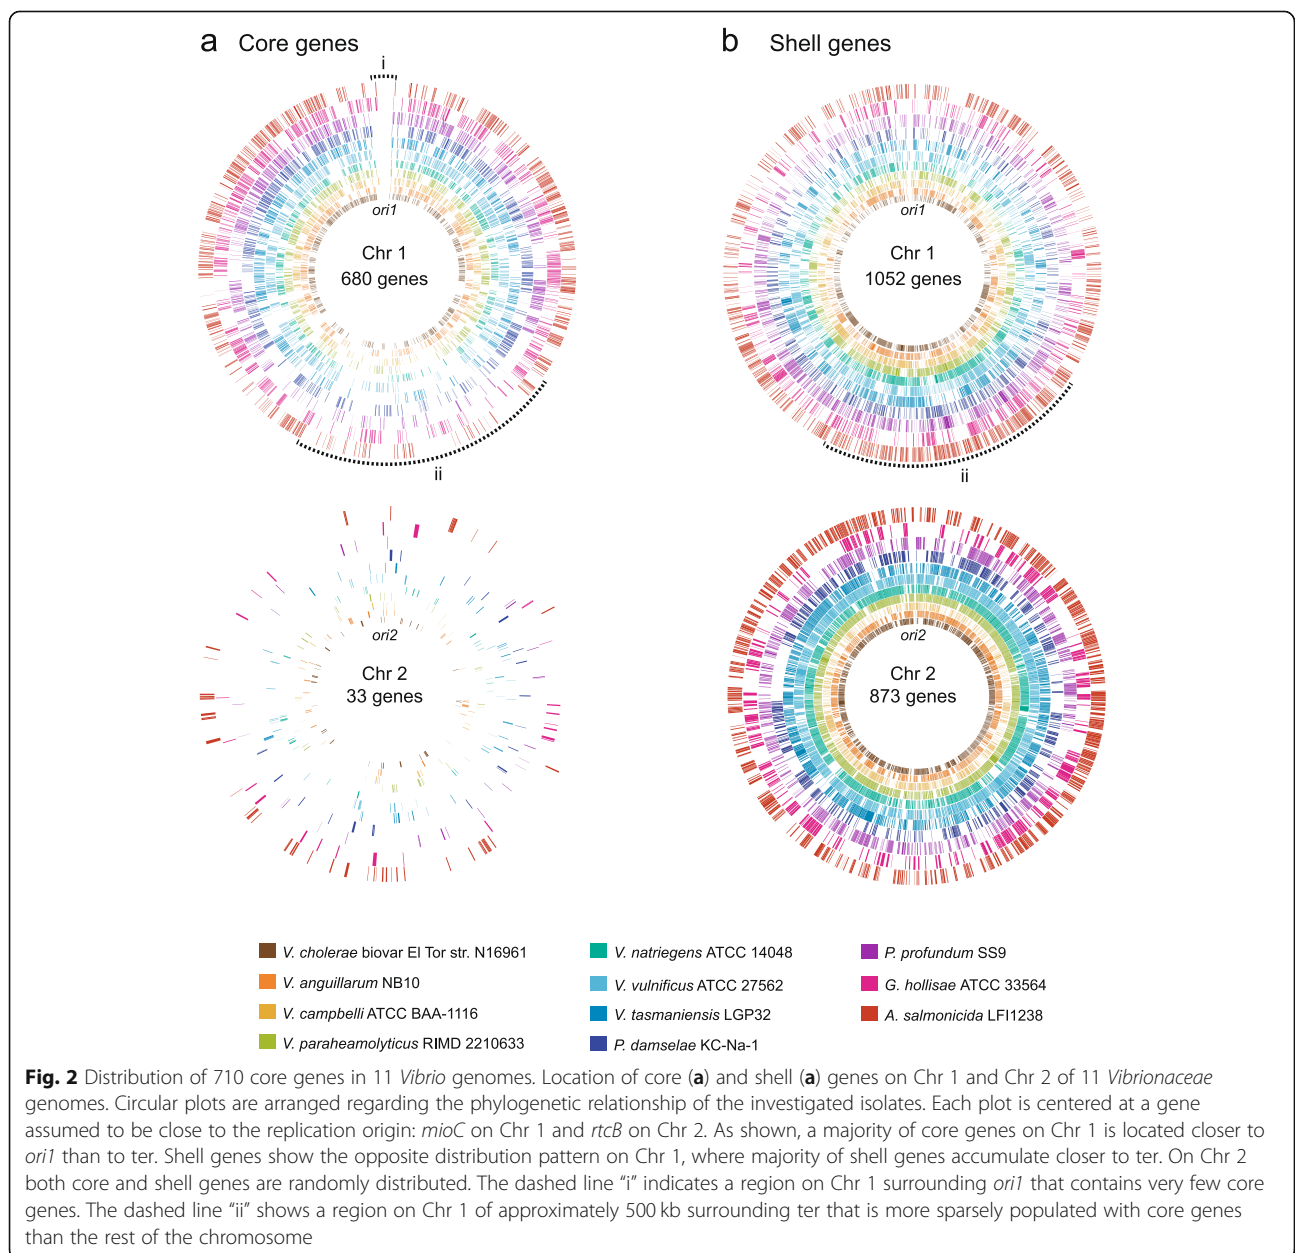 a Core genes
b Shell genes
i
ori1
Chr 1
680 genes
ii
ori1
Chr 1
1052 genes
ii
ori2
Chr 2
33 genes
ori2
Chr 2
873 genes
V. cholerae biovar El Tor str. N16961
V. anguillarum NB10
V. campbelli ATCC BAA-1116
V. paraheamolyticus RIMD 2210633
V. natriegens ATCC 14048
V. vulnificus ATCC 27562
V. tasmaniensis LGP32
P. damselae KC-Na-1
P. profundum SS9
G. hollisae ATCC 33564
A. salmonicida LFI1238
Fig. 2 Distribution of 710 core genes in 11 Vibrio genomes. Location of core (a) and shell (a) genes on Chr 1 and Chr 2 of 11 Vibrionaceae
genomes. Circular plots are arranged regarding the phylogenetic relationship of the investigated isolates. Each plot is centered at a gene
assumed to be close to the replication origin: mioC on Chr 1 and rtcB on Chr 2. As shown, a majority of core genes on Chr 1 is located closer to
ori1 than to ter. Shell genes show the opposite distribution pattern on Chr 1, where majority of shell genes accumulate closer to ter. On Chr 2
both core and shell genes are randomly distributed. The dashed line “i” indicates a region on Chr 1 surrounding ori1 that contains very few core
genes. The dashed line “ii” shows a region on Chr 1 of approximately 500 kb surrounding ter that is more sparsely populated with core genes
than the rest of the chromosome